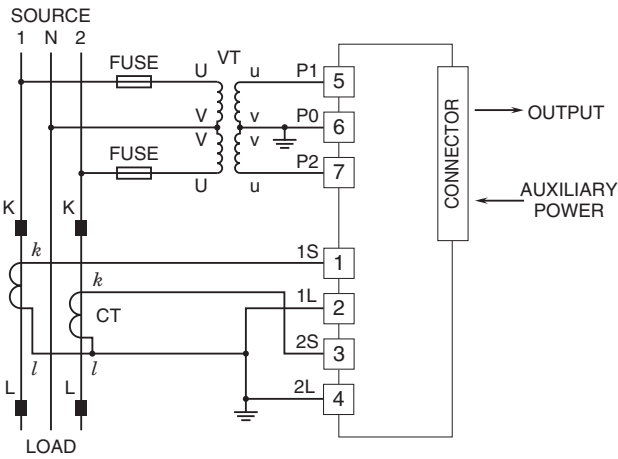 SOURCE
1 N 2
FUSE
VT
U u P1 5
V P0 6
V v v
FUSE
P2 7
U u
CONNECTOR
OUTPUT
AUXILIARY
POWER
K K
k 1S 1
k 1L 2
CT
2S 3
l l
L L 2L 4
LOAD